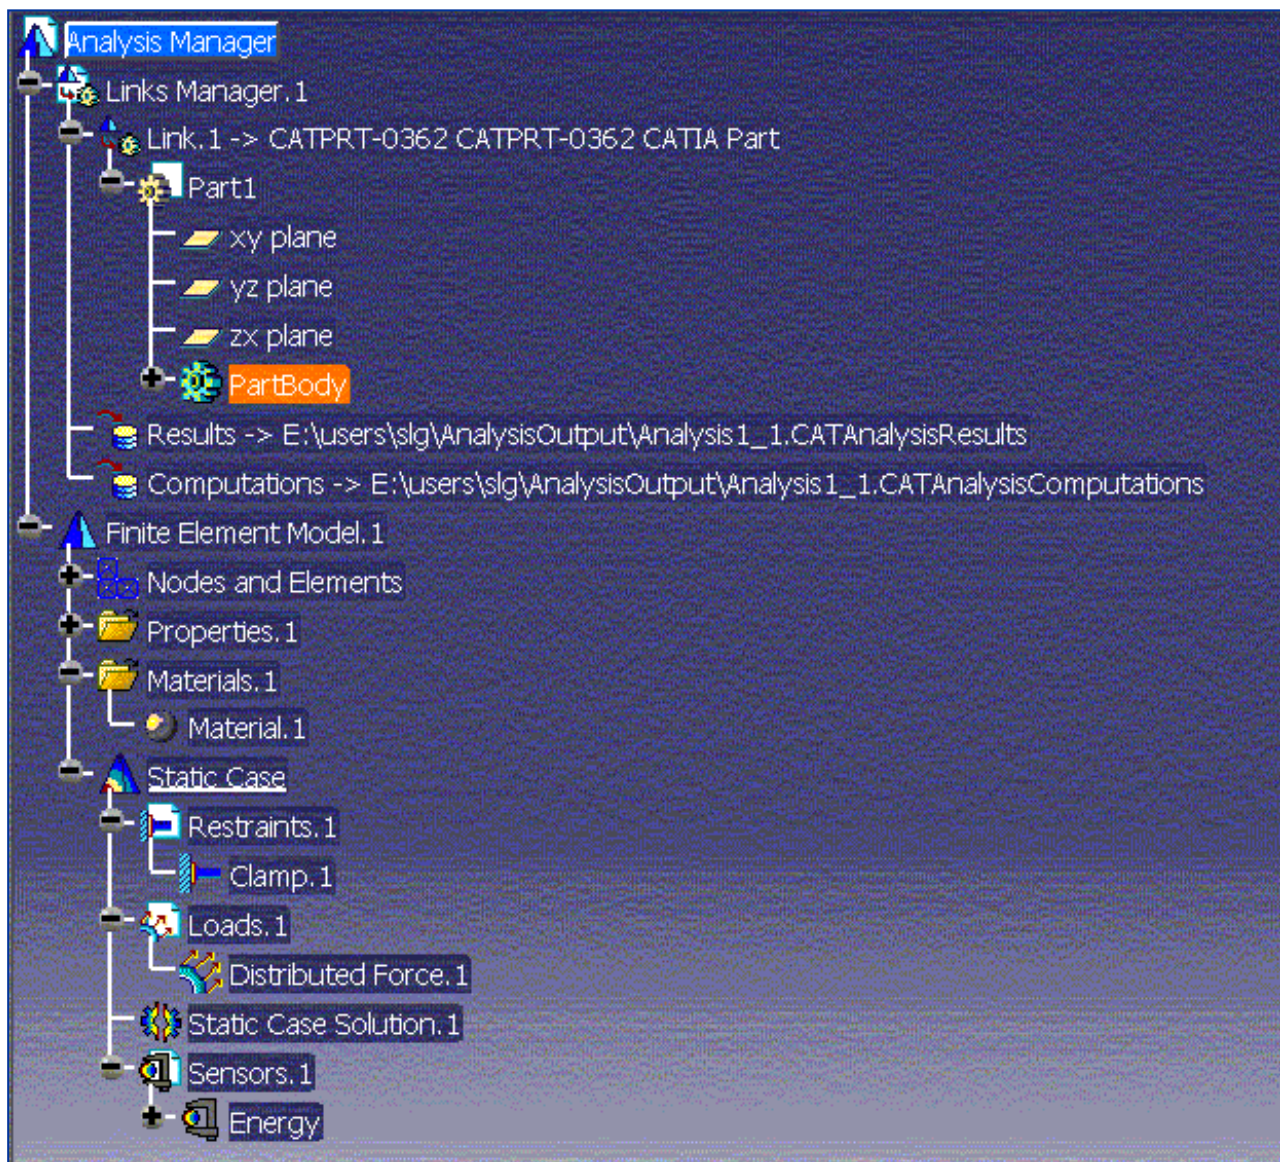 Analysis Manager
Links Manager.1
Link.1 -> CATPRT-0362 CATPRT-0362 CATIA Part
Part1
xy plane
yz plane
zx plane
PartBody
Results -> E:\users\slg\AnalysisOutput\Analysis1_1.CATAnalysisResults
Computations -> E:\users\slg\AnalysisOutput\Analysis1_1.CATAnalysisComputations
Finite Element Model.1
Nodes and Elements
Properties.1
Materials.1
Material.1
Static Case
Restraints.1
Clamp.1
Loads.1
Distributed Force.1
Static Case Solution.1
Sensors.1
Energy